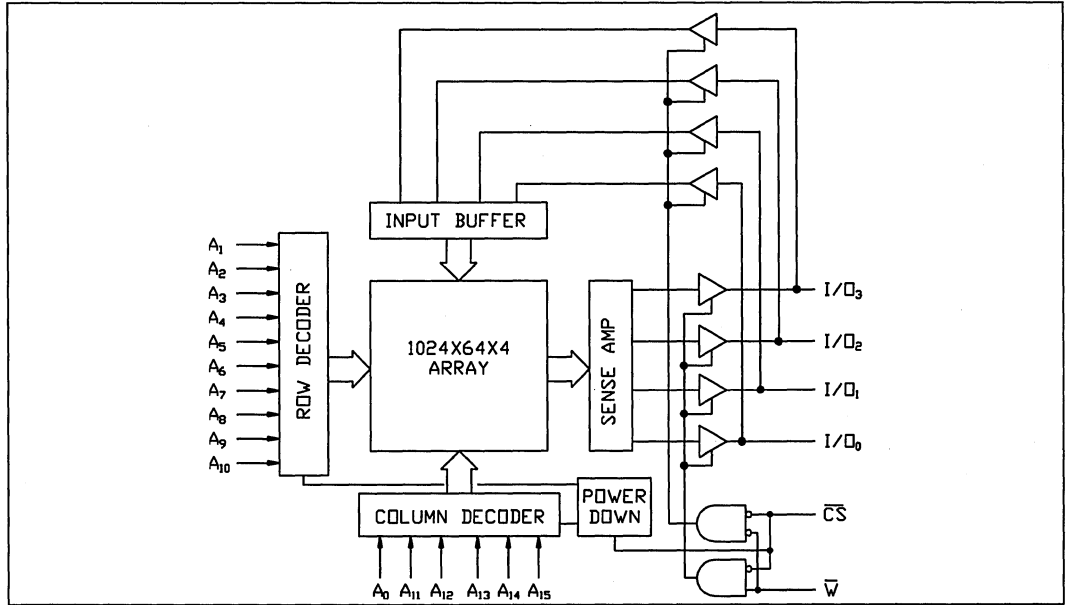 INPUT BUFFER
A₁
A₂
A₃
A₄
A₅
A₆
A₇
A₈
A₉
A₁₀
ROW DECODER
1024X64X4
ARRAY
SENSE AMP
I/O₃
I/O₂
I/O₁
I/O₀
COLUMN DECODER
POWER
DOWN
A₀ A₁₁ A₁₂ A₁₃ A₁₄ A₁₅
C̅S̅
W̅